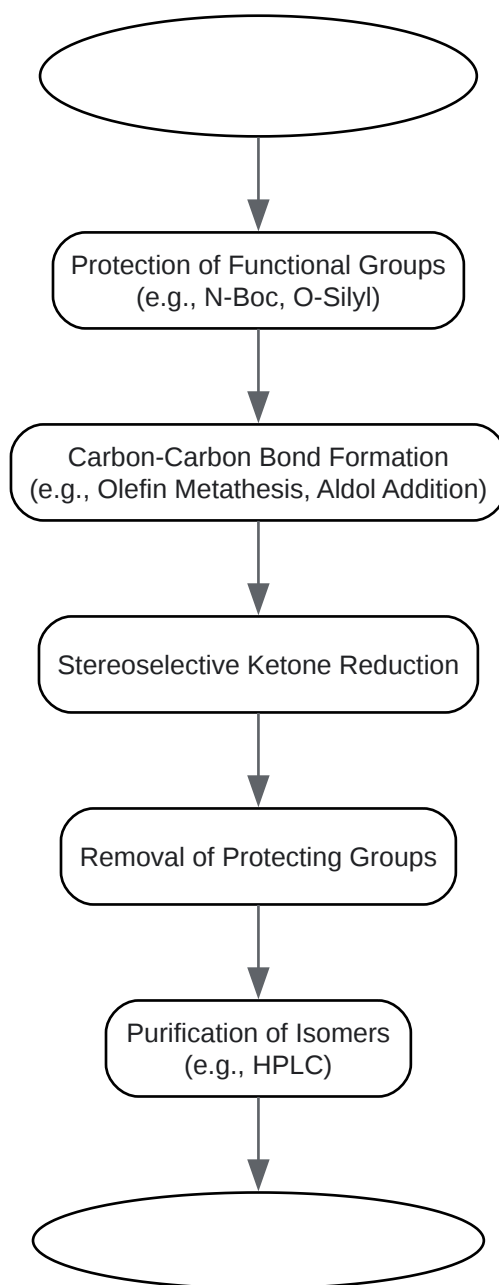 Protection of Functional Groups
(e.g., N-Boc, O-Silyl)
Carbon-Carbon Bond Formation
(e.g., Olefin Metathesis, Aldol Addition)
Stereoselective Ketone Reduction
Removal of Protecting Groups
Purification of Isomers
(e.g., HPLC)